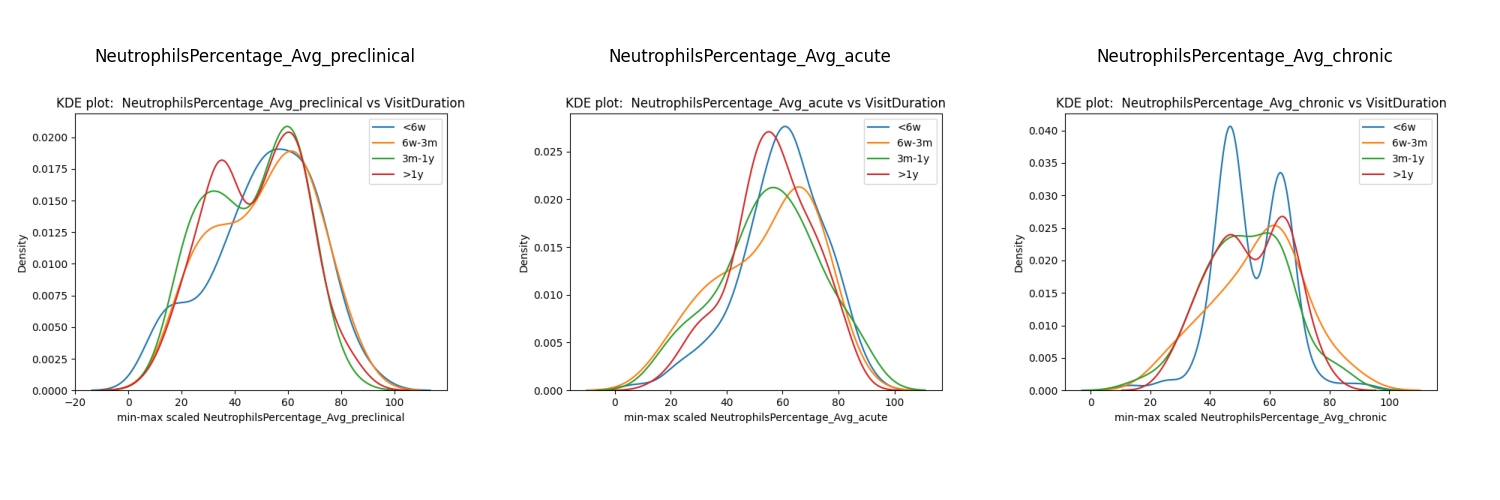 NeutrophilsPercentage_Avg_preclinical
KDE plot:  NeutrophilsPercentage_Avg_preclinical vs VisitDuration
<6w
6w-3m
3m-1y
>1y
0.0200
0.0175
0.0150
0.0125
0.0100
0.0075
0.0050
0.0025
0.0000
Density
−20 0 20 40 60 80 100
min-max scaled NeutrophilsPercentage_Avg_preclinical
NeutrophilsPercentage_Avg_acute
KDE plot:  NeutrophilsPercentage_Avg_acute vs VisitDuration
<6w
6w-3m
3m-1y
>1y
0.025
0.020
0.015
0.010
0.005
0.000
Density
0 20 40 60 80 100
min-max scaled NeutrophilsPercentage_Avg_acute
NeutrophilsPercentage_Avg_chronic
KDE plot:  NeutrophilsPercentage_Avg_chronic vs VisitDuration
<6w
6w-3m
3m-1y
>1y
0.040
0.035
0.030
0.025
0.020
0.015
0.010
0.005
0.000
Density
0 20 40 60 80 100
min-max scaled NeutrophilsPercentage_Avg_chronic